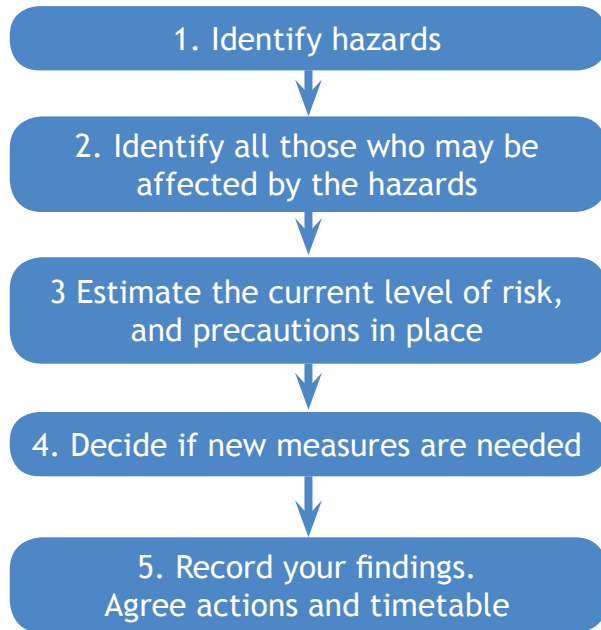 1. Identify hazards
2. Identify all those who may be
affected by the hazards
3 Estimate the current level of risk,
and precautions in place
4. Decide if new measures are needed
5. Record your findings.
Agree actions and timetable